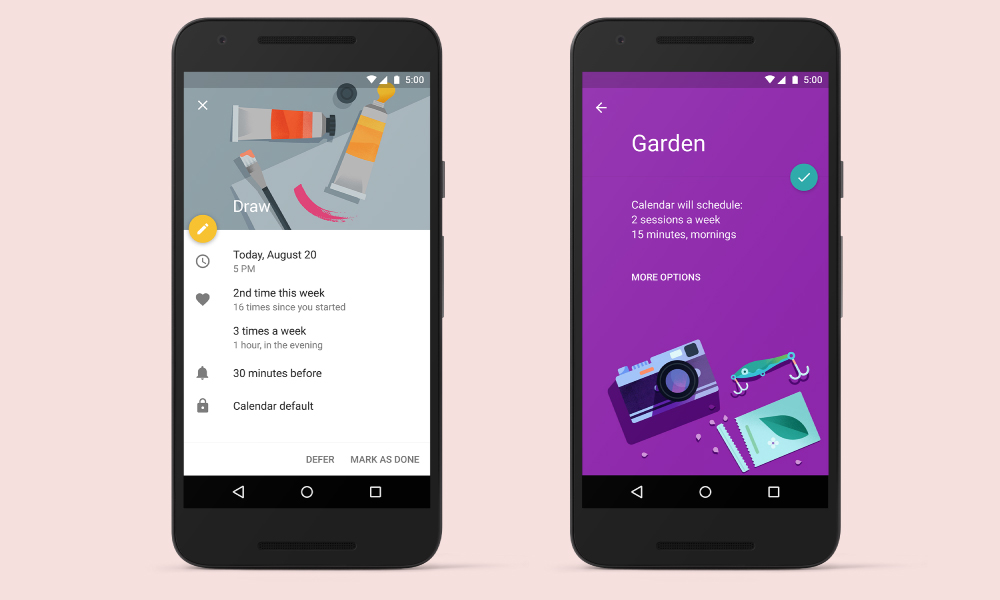 5:00
Draw
Today, August 20
5 PM
2nd time this week
16 times since you started
3 times a week
1 hour, in the evening
30 minutes before
Calendar default
DEFER MARK AS DONE
5:00
Garden
Calendar will schedule:
2 sessions a week
15 minutes, mornings
MORE OPTIONS